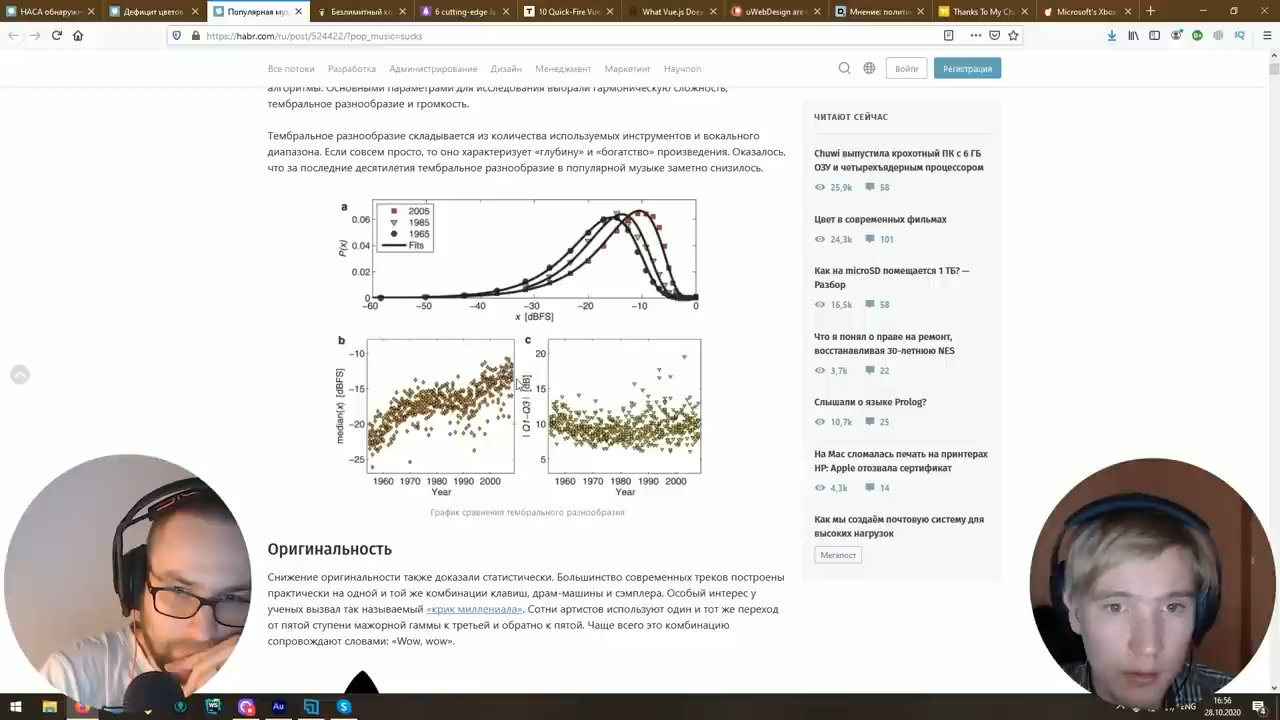 НАСА обнаружи
Дефицит цветов
Популярная му
Безлимитный хо
6 cutting-edge J
10 Quick-Fire Vue
What Vue.js Does
uWebDesign are c
Длинные выход
Thanks To My Ch
Microsoft's Xbox
https://habr.com/ru/post/524422/?pop_music=sucks
Все потоки Разработка Администрирование Дизайн Менеджмент Маркетинг Научпоп
Войти
Регистрация
алгоритмы. Основными параметрами для исследования выбрали гармоническую сложность,
тембральное разнообразие и громкость.
Тембральное разнообразие складывается из количества используемых инструментов и вокального
диапазона. Если совсем просто, то оно характеризует «глубину» и «богатство» произведения. Оказалось,
что за последние десятилетия тембральное разнообразие в популярной музыке заметно снизилось.
a
2005
1985
1965
Fits
P(x)
0.06
0.04
0.02
0
−60 −50 −40 −30 −20 −10 0
x [dBFS]
b
median(x) [dBFS]
−10
−15
−20
−25
1960 1970 1980 1990 2000
Year
c
| Q1−Q3 | [dB]
20
15
10
5
1960 1970 1980 1990 2000
Year
График сравнения тембрального разнообразия
Оригинальность
Снижение оригинальности также доказали статистически. Большинство современных треков построены
практически на одной и той же комбинации клавиш, драм-машины и сэмплера. Особый интерес у
ученых вызвал так называемый «крик миллениала». Сотни артистов используют один и тот же переход
от пятой ступени мажорной гаммы к третьей и обратно к пятой. Чаще всего это комбинацию
сопровождают словами: «Wow, wow».
ЧИТАЮТ СЕЙЧАС
Chuwi выпустила крохотный ПК с 6 ГБ
ОЗУ и четырехъядерным процессором
25,9k 58
Цвет в современных фильмах
24,3k 101
Как на microSD помещается 1 ТБ? —
Разбор
16,5k 58
Что я понял о праве на ремонт,
восстанавливая 30-летнюю NES
3,7k 22
Слышали о языке Prolog?
10,7k 25
На Mac сломалась печать на принтерах
HP: Apple отозвала сертификат
4,3k 14
Как мы создаём почтовую систему для
высоких нагрузок
Мегапост
ENG
16:56
28.10.2020